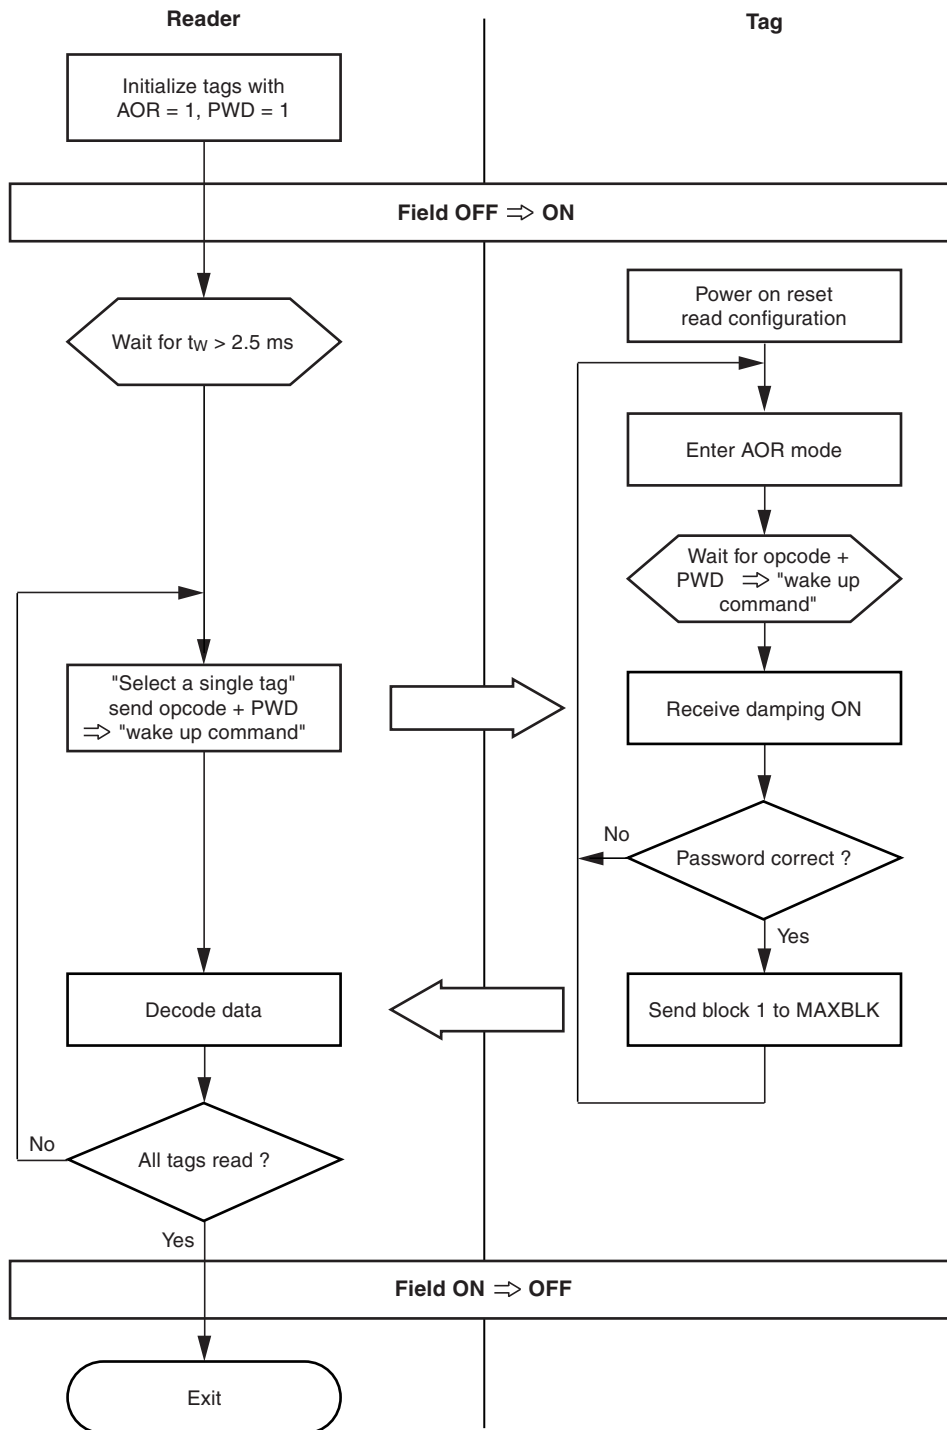 Reader
Tag
Initialize tags with
AOR = 1, PWD = 1
Field OFF ⇒ ON
Power on reset
read configuration
Wait for tW > 2.5 ms
Enter AOR mode
Wait for opcode +
PWD ⇒ "wake up
command"
"Select a single tag"
send opcode + PWD
⇒ "wake up command"
Receive damping ON
No
Password correct ?
Yes
Decode data
Send block 1 to MAXBLK
No
All tags read ?
Yes
Field ON ⇒ OFF
Exit